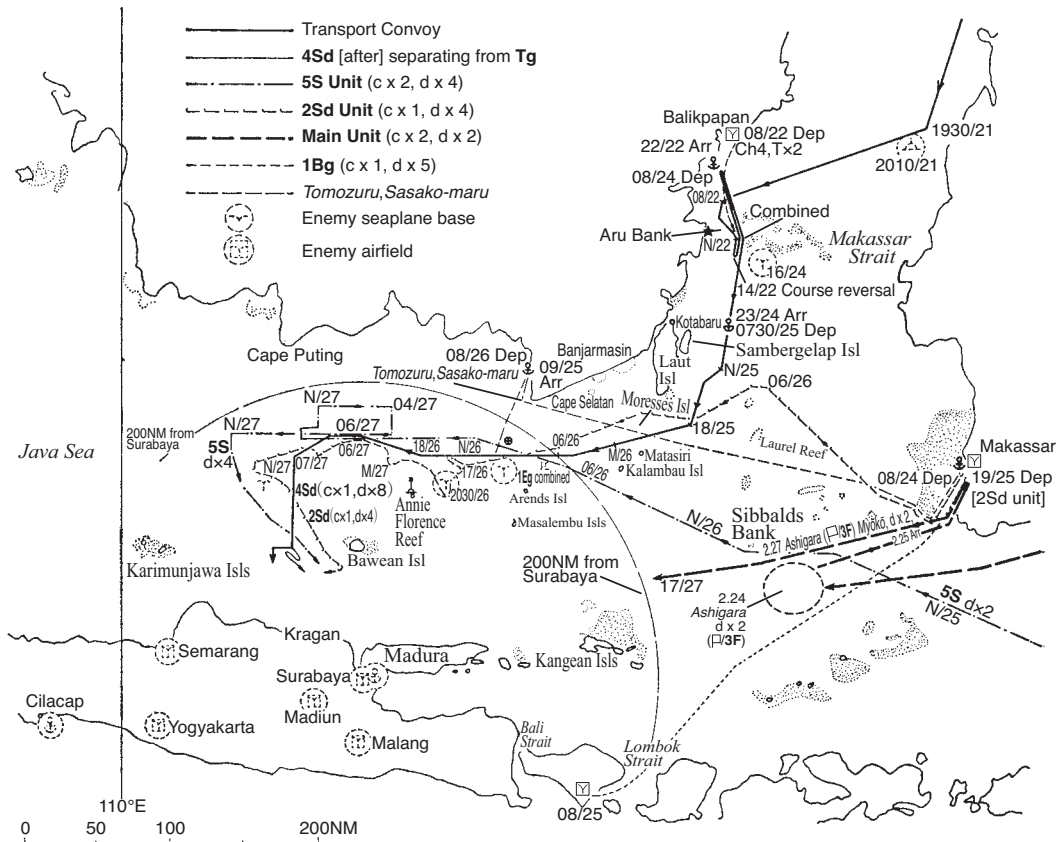 Transport Convoy
4Sd [after] separating from Tg
5S Unit (c x 2, d x 4)
2Sd Unit (c x 1, d x 4)
Main Unit (c x 2, d x 2)
1Bg (c x 1, d x 5)
Tomozuru,Sasako-maru
Enemy seaplane base
Enemy airfield
Balikpapan
08/22 Dep
Ch4,T×2
22/22 Arr
08/24 Dep
1930/21
2010/21
08/22
Combined
Aru Bank
N/22
Makassar
Strait
16/24
14/22 Course reversal
23/24 Arr
0730/25 Dep
Kotabaru
Sambergelap Isl
Laut
Isl
N/25
Cape Puting
08/26 Dep
09/25
Arr
Banjarmasin
Tomozuru,Sasako-maru
Cape Selatan
Moresses Isl
06/26
18/25
Laurel Reef
Java Sea
200NM from
Surabaya
N/27
N/27
04/27
06/27
5S
d×4
N/27
07/27
06/27
M/27
18/26
N/26
17/26
2030/26
06/26
M/26
06/26
1Eg combined
Matasiri
Kalambau Isl
Arends Isl
Masalembu Isls
4Sd(c×1, d×8)
2Sd(c×1,d×4)
Annie
Florence
Reef
Bawean Isl
Karimunjawa Isls
Makassar
08/24 Dep
19/25 Dep
[2Sd unit]
Sibbalds
Bank
N/26
2.27 Ashigara (/3F) Myōkō, d × 2
2.25 Arr
17/27
200NM from
Surabaya
2.24
Ashigara
d x 2
(/3F)
5S d×2
N/25
Kragan
Semarang
Madura
Surabaya
Kangean Isls
Cilacap
Yogyakarta
Madiun
Malang
Bali
Strait
Lombok
Strait
08/25
110°E
0 50 100 200NM